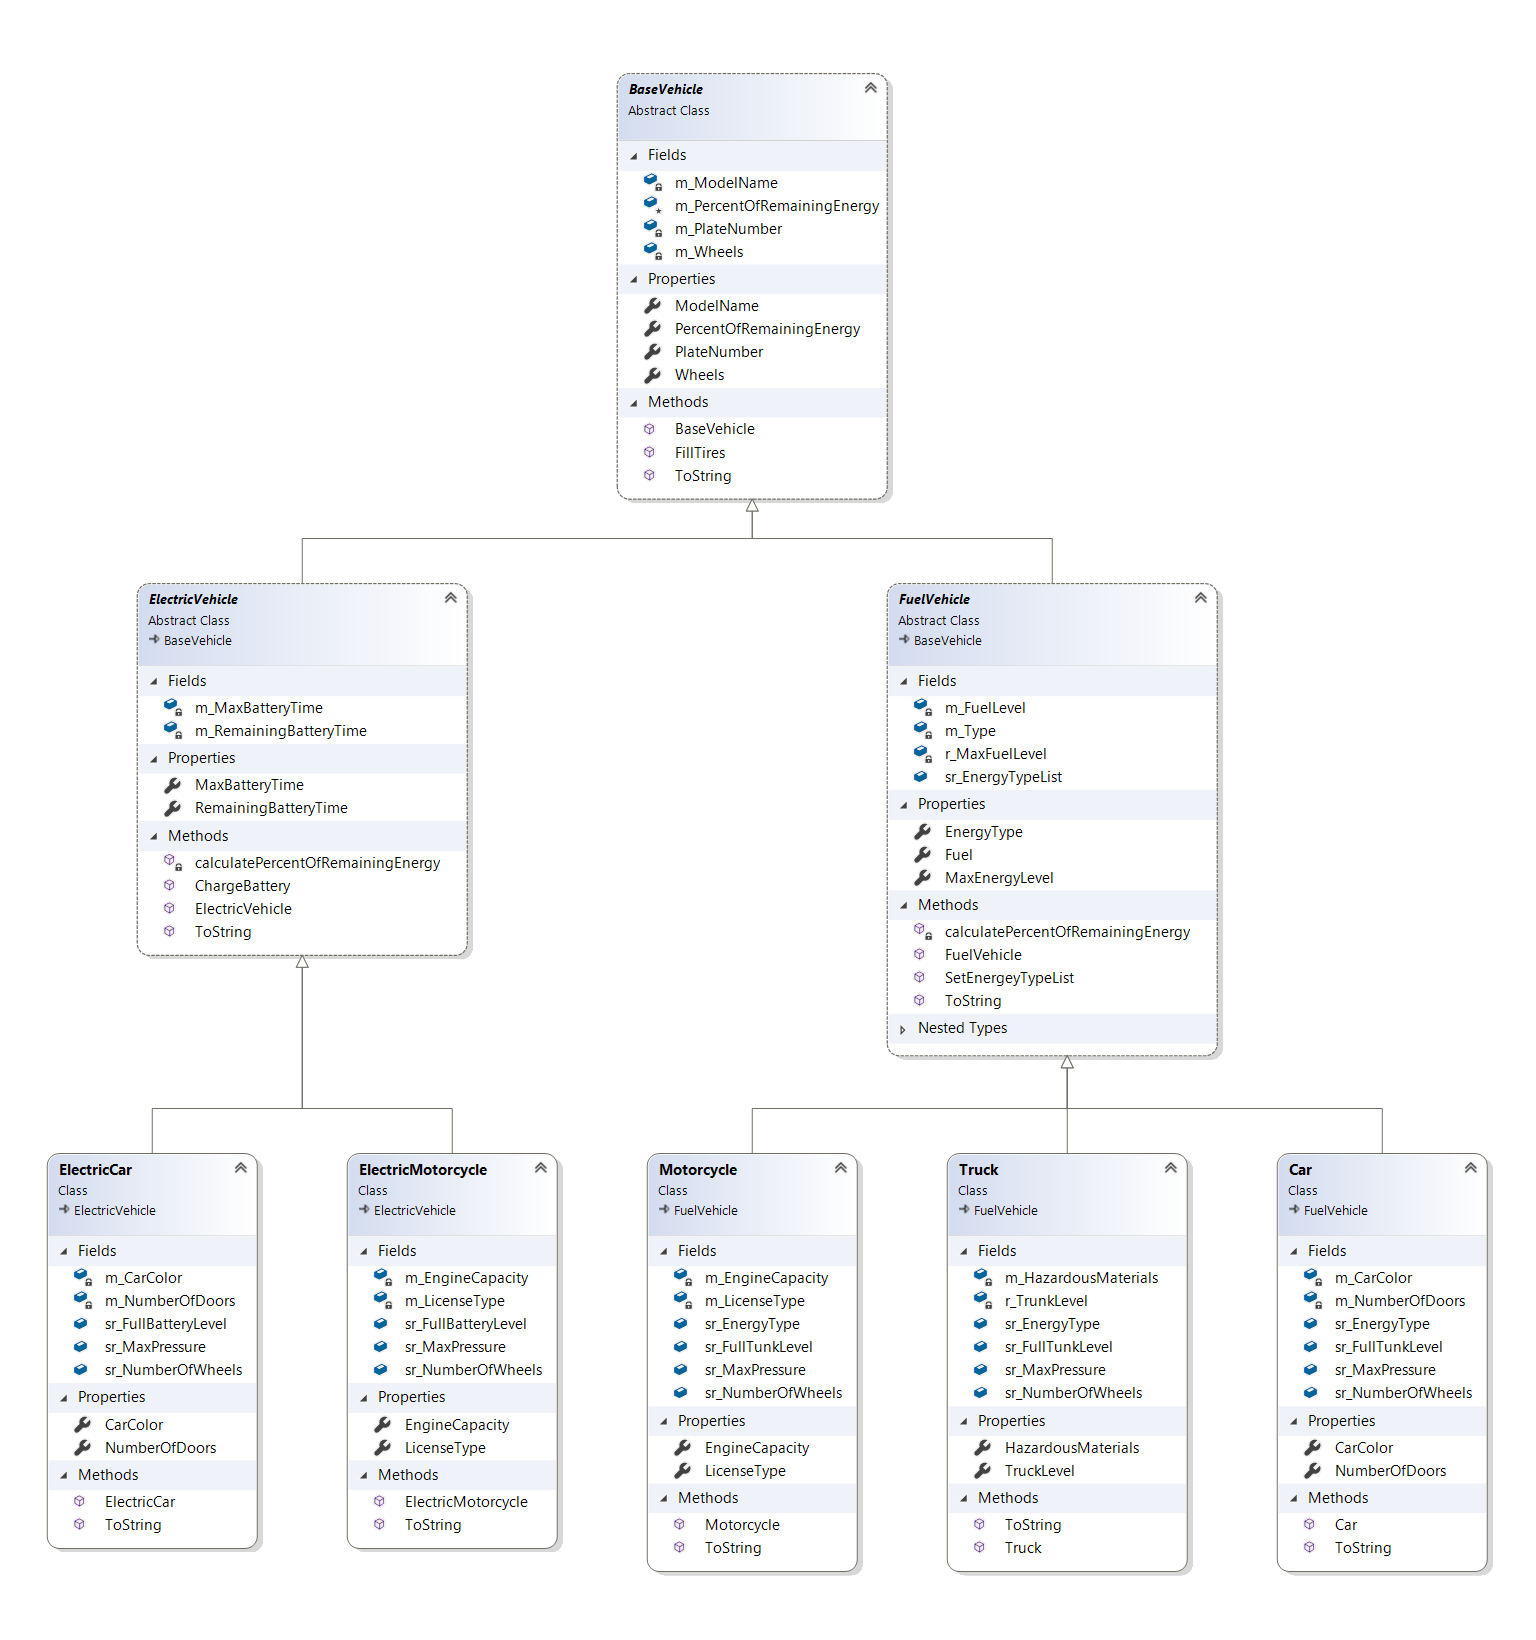 BaseVehicle
Abstract Class
Fields
m_ModelName
m_PercentOfRemainingEnergy
m_PlateNumber
m_Wheels
Properties
ModelName
PercentOfRemainingEnergy
PlateNumber
Wheels
Methods
BaseVehicle
FillTires
ToString
ElectricVehicle
Abstract Class
BaseVehicle
Fields
m_MaxBatteryTime
m_RemainingBatteryTime
Properties
MaxBatteryTime
RemainingBatteryTime
Methods
calculatePercentOfRemainingEnergy
ChargeBattery
ElectricVehicle
ToString
FuelVehicle
Abstract Class
BaseVehicle
Fields
m_FuelLevel
m_Type
r_MaxFuelLevel
sr_EnergyTypeList
Properties
EnergyType
Fuel
MaxEnergyLevel
Methods
calculatePercentOfRemainingEnergy
FuelVehicle
SetEnergeyTypeList
ToString
Nested Types
ElectricCar
Class
ElectricVehicle
Fields
m_CarColor
m_NumberOfDoors
sr_FullBatteryLevel
sr_MaxPressure
sr_NumberOfWheels
Properties
CarColor
NumberOfDoors
Methods
ElectricCar
ToString
ElectricMotorcycle
Class
ElectricVehicle
Fields
m_EngineCapacity
m_LicenseType
sr_FullBatteryLevel
sr_MaxPressure
sr_NumberOfWheels
Properties
EngineCapacity
LicenseType
Methods
ElectricMotorcycle
ToString
Motorcycle
Class
FuelVehicle
Fields
m_EngineCapacity
m_LicenseType
sr_EnergyType
sr_FullTunkLevel
sr_MaxPressure
sr_NumberOfWheels
Properties
EngineCapacity
LicenseType
Methods
Motorcycle
ToString
Truck
Class
FuelVehicle
Fields
m_HazardousMaterials
r_TrunkLevel
sr_EnergyType
sr_FullTunkLevel
sr_MaxPressure
sr_NumberOfWheels
Properties
HazardousMaterials
TruckLevel
Methods
ToString
Truck
Car
Class
FuelVehicle
Fields
m_CarColor
m_NumberOfDoors
sr_EnergyType
sr_FullTunkLevel
sr_MaxPressure
sr_NumberOfWheels
Properties
CarColor
NumberOfDoors
Methods
Car
ToString